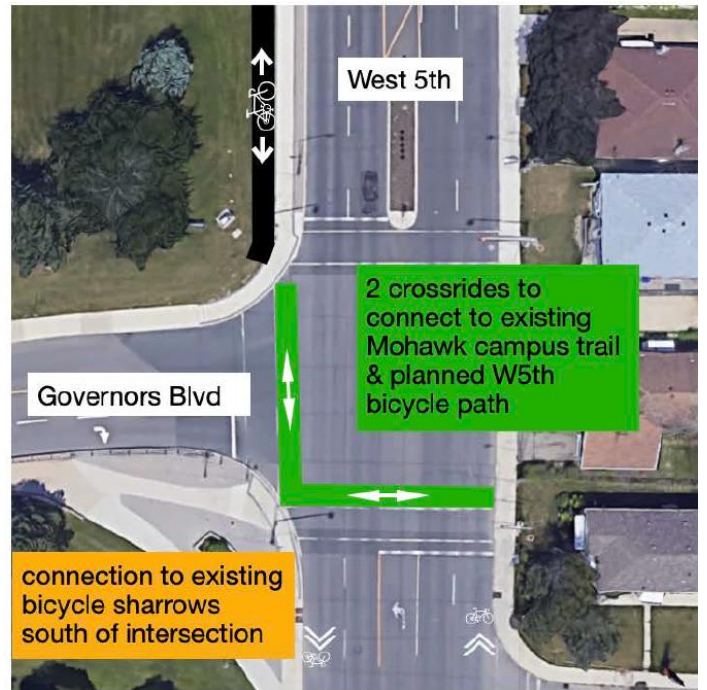 West 5th
2 crossrides to
connect to existing
Mohawk campus trail
& planned W5th
bicycle path
Governors Blvd
connection to existing
bicycle sharrows
south of intersection